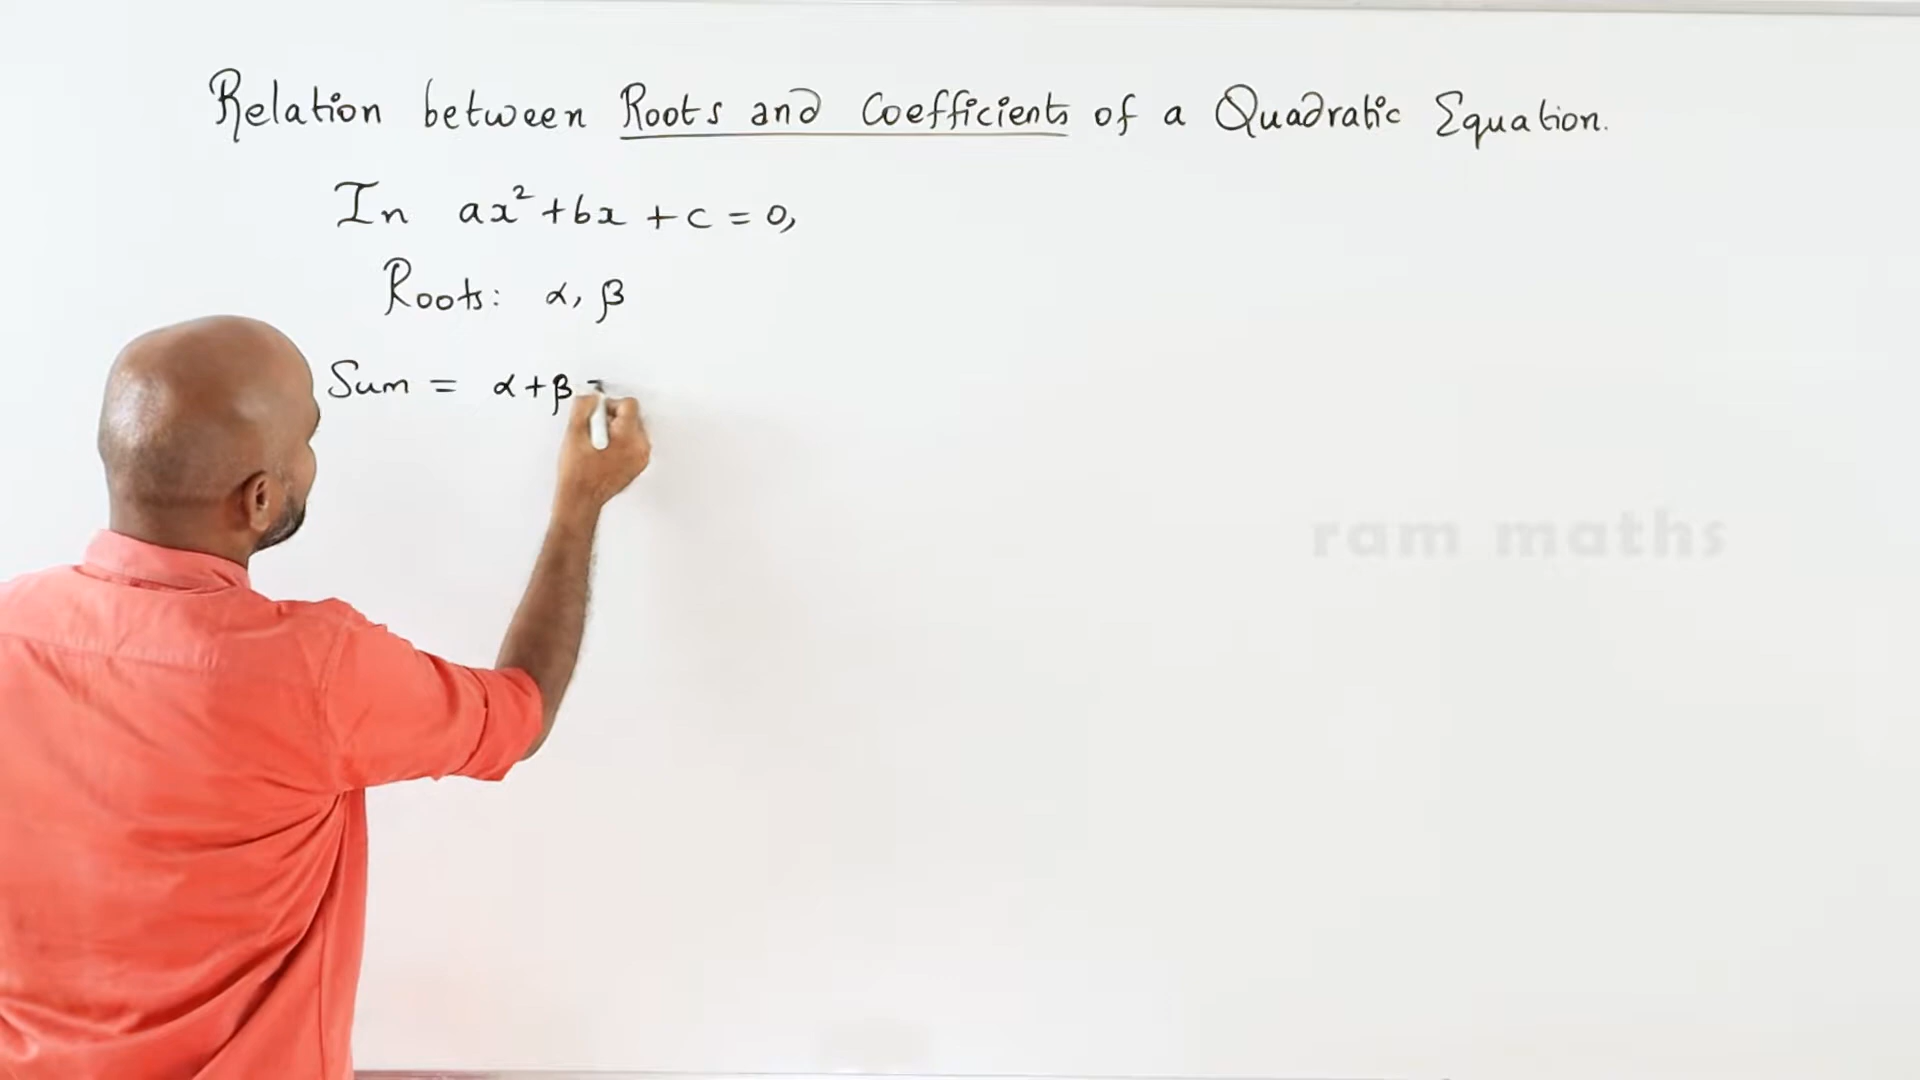 Relation between Roots and Coefficients of a Quadratic Equation.
In ax²+bx+c=0,
Roots: α, β
Sum = α+β =
ram maths